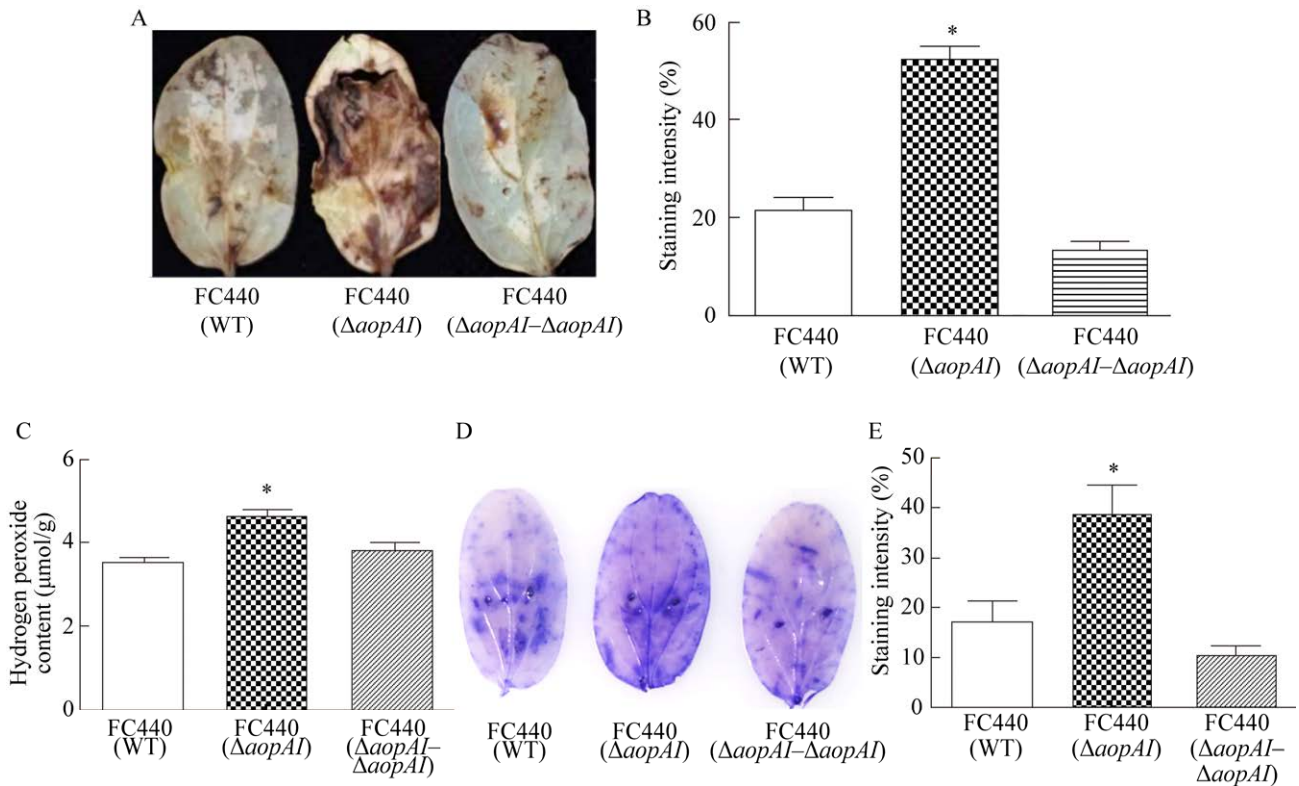 A
FC440
(WT)
FC440
(ΔaopAI)
FC440
(ΔaopAI–ΔaopAI)
B
Staining intensity (%)
60
40
20
0
*
FC440
(WT)
FC440
(ΔaopAI)
FC440
(ΔaopAI–ΔaopAI)
C
Hydrogen peroxide
content (μmol/g)
6
4
2
0
*
FC440
(WT)
FC440
(ΔaopAI)
FC440
(ΔaopAI–
ΔaopAI)
D
FC440
(WT)
FC440
(ΔaopAI)
FC440
(ΔaopAI–ΔaopAI)
E
Staining intensity (%)
50
40
30
20
10
0
*
FC440
(WT)
FC440
(ΔaopAI)
FC440
(ΔaopAI–
ΔaopAI)